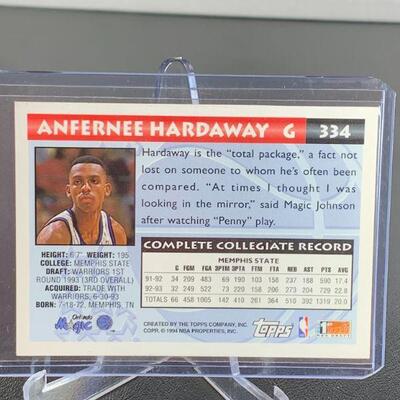 ANFERNEE HARDAWAY G 334
Hardaway is the "total package," a fact not
lost on someone to whom he's often been
compared. "At times I thought I was
looking in the mirror," said Magic Johnson
after watching "Penny" play.
HEIGHT: 6'7" WEIGHT: 195
COLLEGE: MEMPHIS STATE
DRAFT: WARRIORS 1ST
ROUND 1993 (3RD OVERALL)
ACQUIRED: TRADE WITH
WARRIORS, 6-30-93
BORN: 7-18-72, MEMPHIS, TN
COMPLETE COLLEGIATE RECORD
MEMPHIS STATE
G FGM FGA 3PTM 3PTA FTM FTA REB AST PTS AVE
91-92 34 209 483 69 103 158 237 188 590 17.4
92-93 32 249 522 73 158 206 273 204 729 22.8
TOTALS 66 458 1005 142 261 364 510 392 1319 20.0
Orlando
Magic
CREATED BY THE TOPPS COMPANY, INC.
COPR. © 1994 NBA PROPERTIES, INC.
Topps
NBA DRAFT